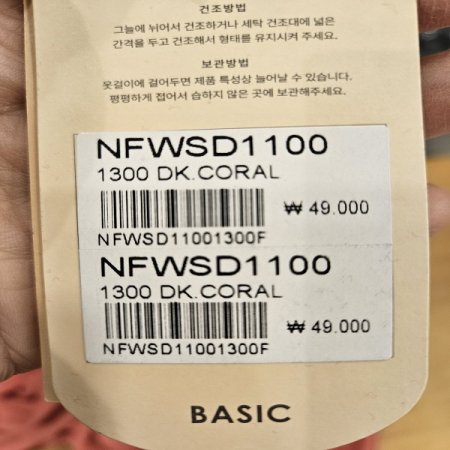 건조방법
그늘에 뉘어서 건조하거나 세탁 건조대에 넓은
간격을 두고 건조해서 형태를 유지시켜 주세요.
보관방법
옷걸이에 걸어두면 제품 특성상 늘어날 수 있습니다.
평평하게 접어서 습하지 않은 곳에 보관해주세요.
NFWSD1100
1300 DK.CORAL
₩ 49.000
NFWSD11001300F
NFWSD1100
1300 DK.CORAL
₩ 49.000
NFWSD11001300F
BASIC